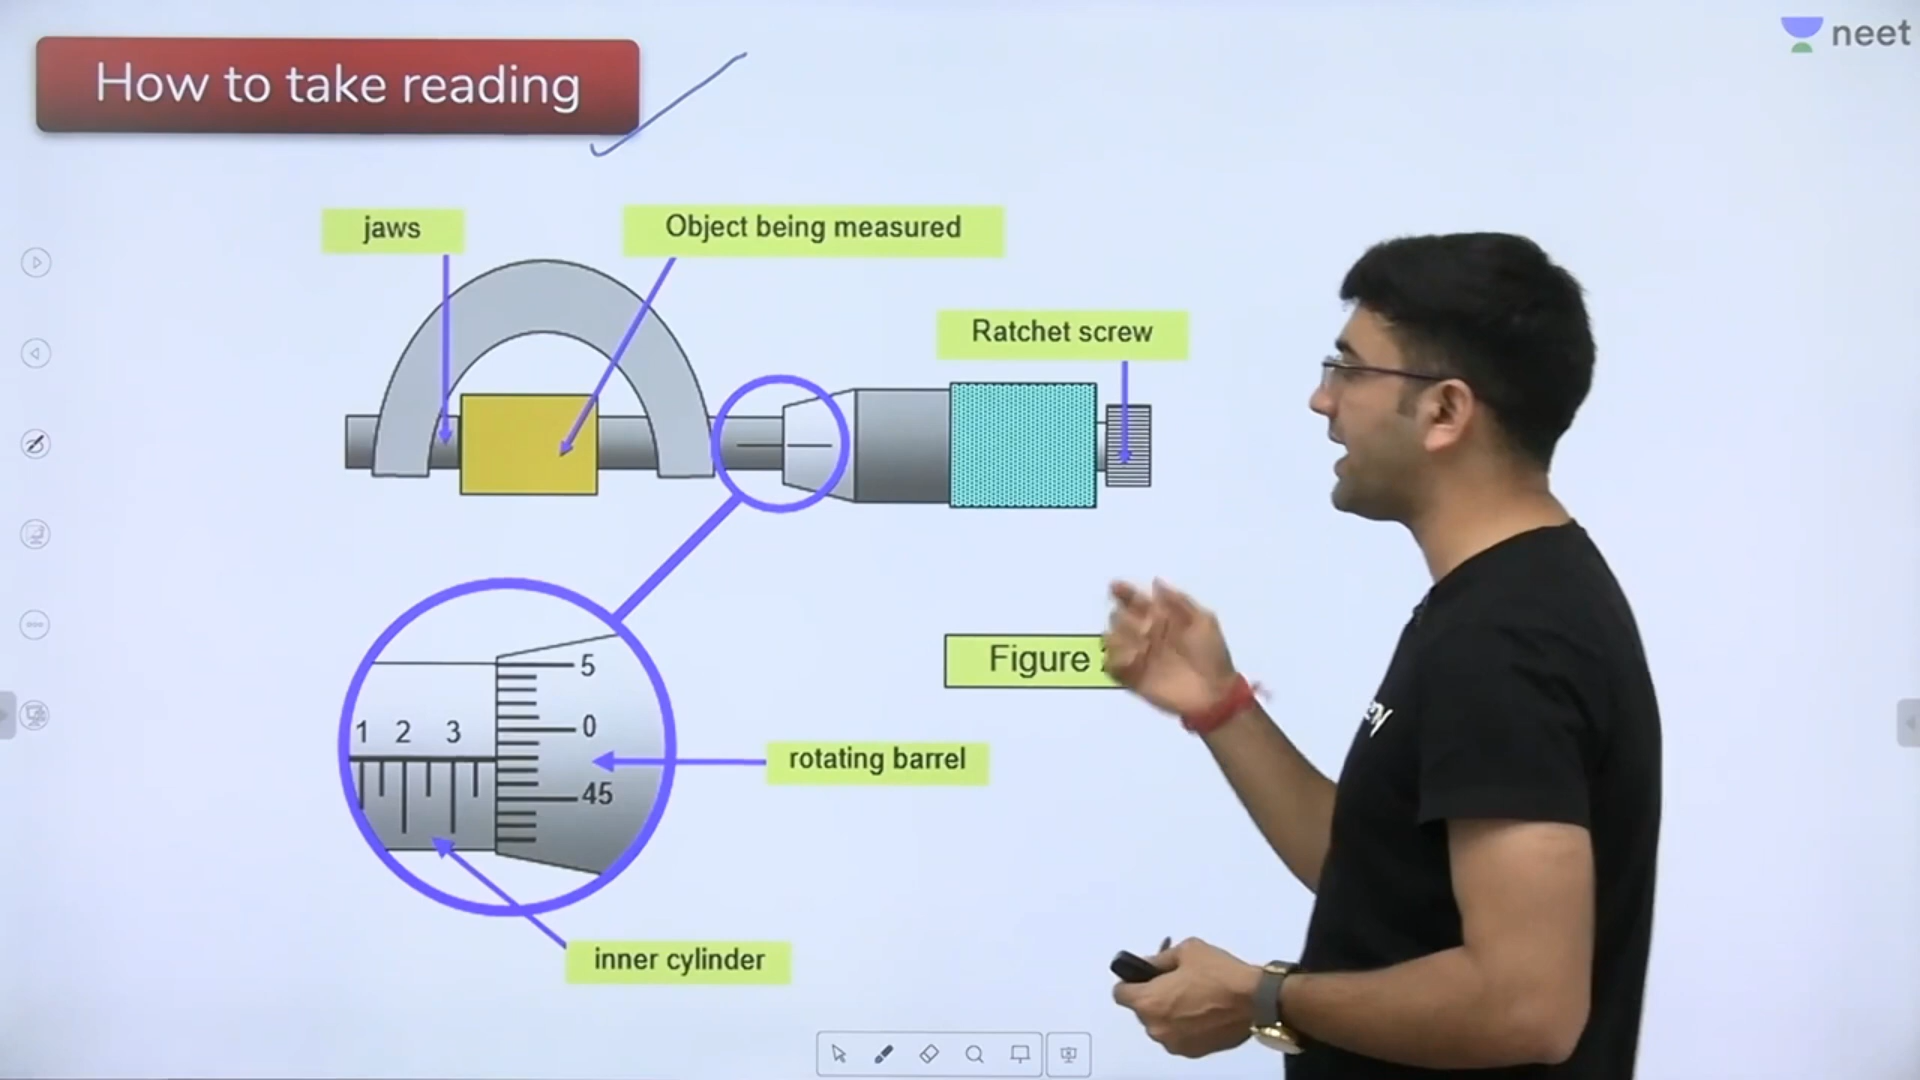 neet
How to take reading
jaws
Object being measured
Ratchet screw
Figure
5
1 2 3
0
rotating barrel
45
inner cylinder